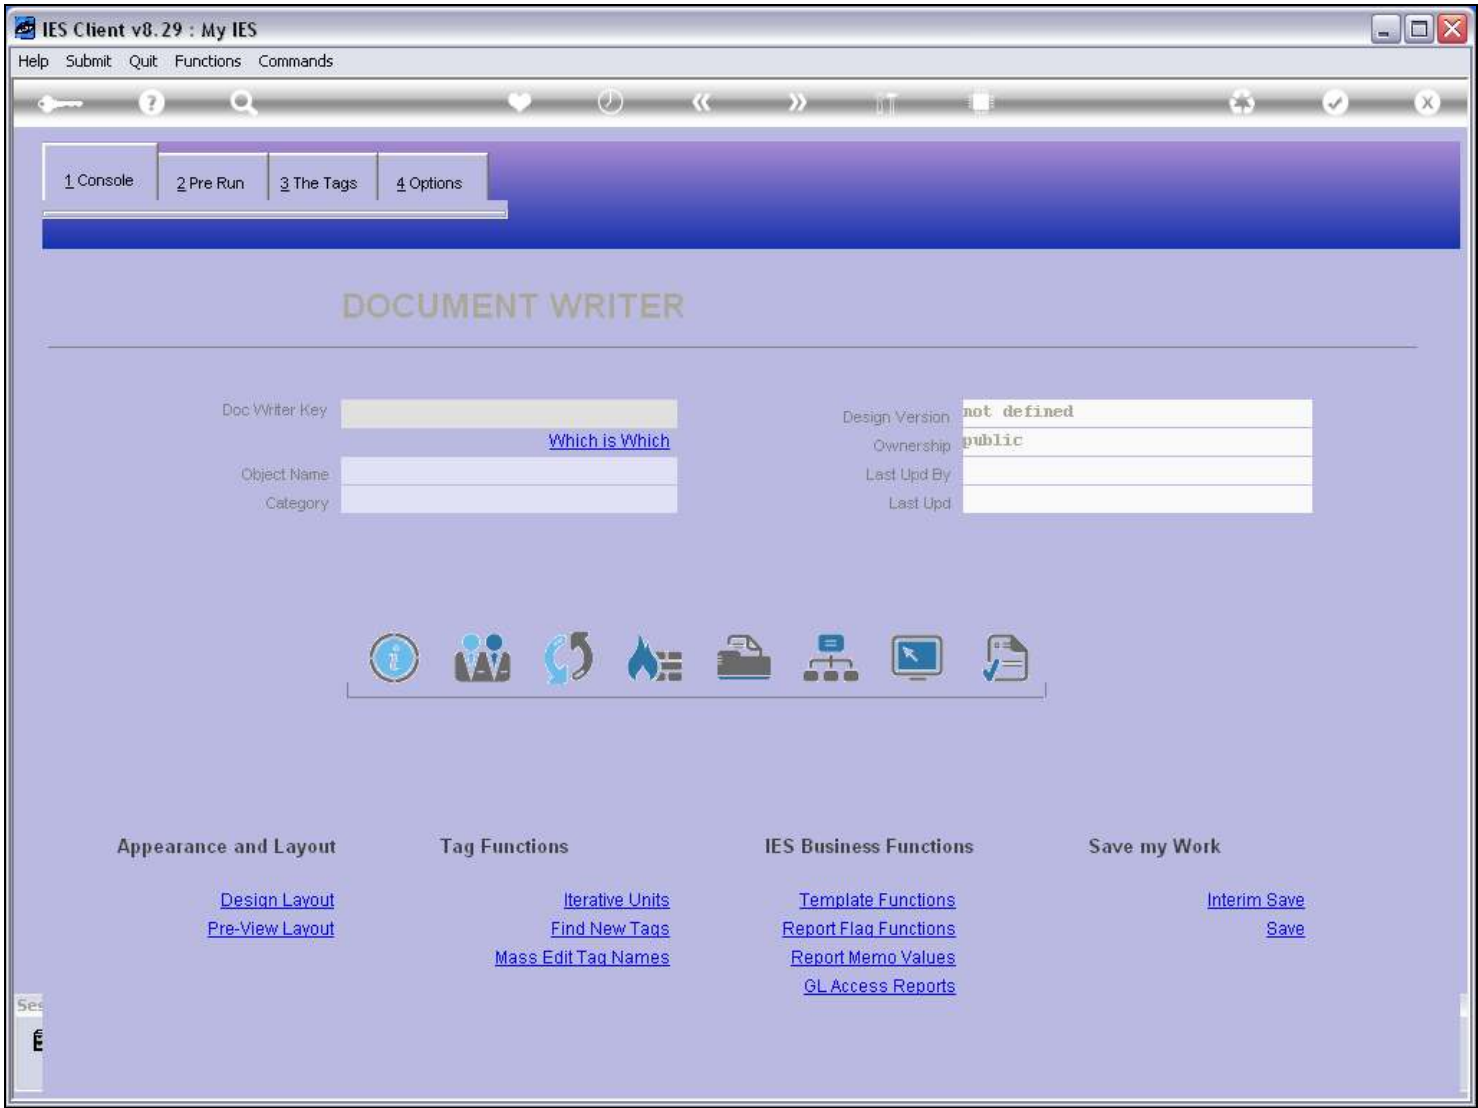 IES Client v8.29 : My IES
Help Submit Quit Functions Commands
1 Console 2 Pre Run 3 The Tags 4 Options
DOCUMENT WRITER
Doc Writer Key
Design Version not defined
Which is Which
Ownership public
Object Name
Last Upd By
Category
Last Upd
Appearance and Layout Tag Functions IES Business Functions Save my Work
Design Layout Iterative Units Template Functions Interim Save
Pre-View Layout Find New Tags Report Flag Functions Save
Mass Edit Tag Names Report Memo Values
GL Access Reports